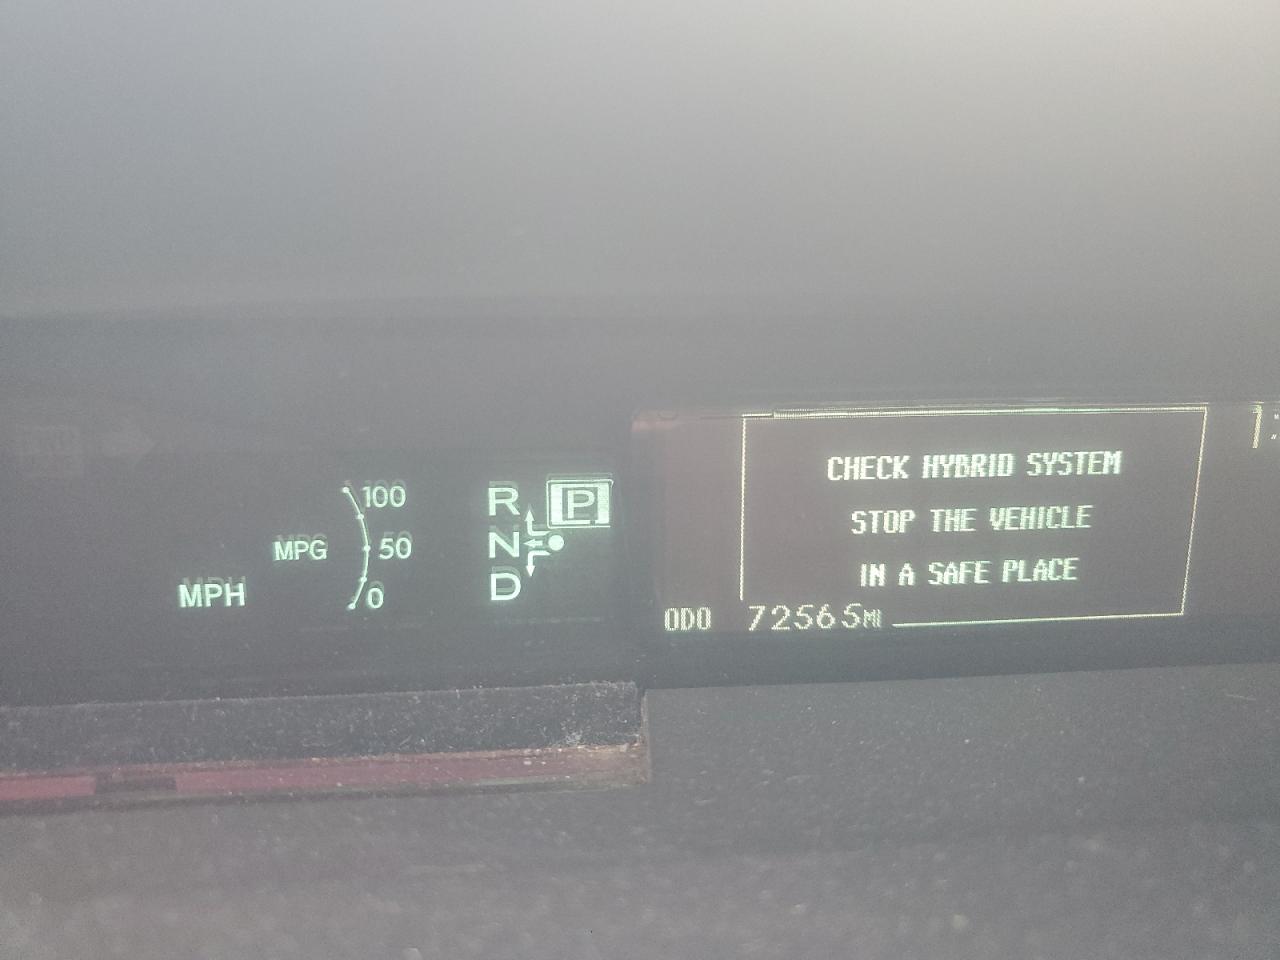 100
MPG 50
MPH 0
R P
N
D
CHECK HYBRID SYSTEM
STOP THE VEHICLE
IN A SAFE PLACE
ODO 72565MI